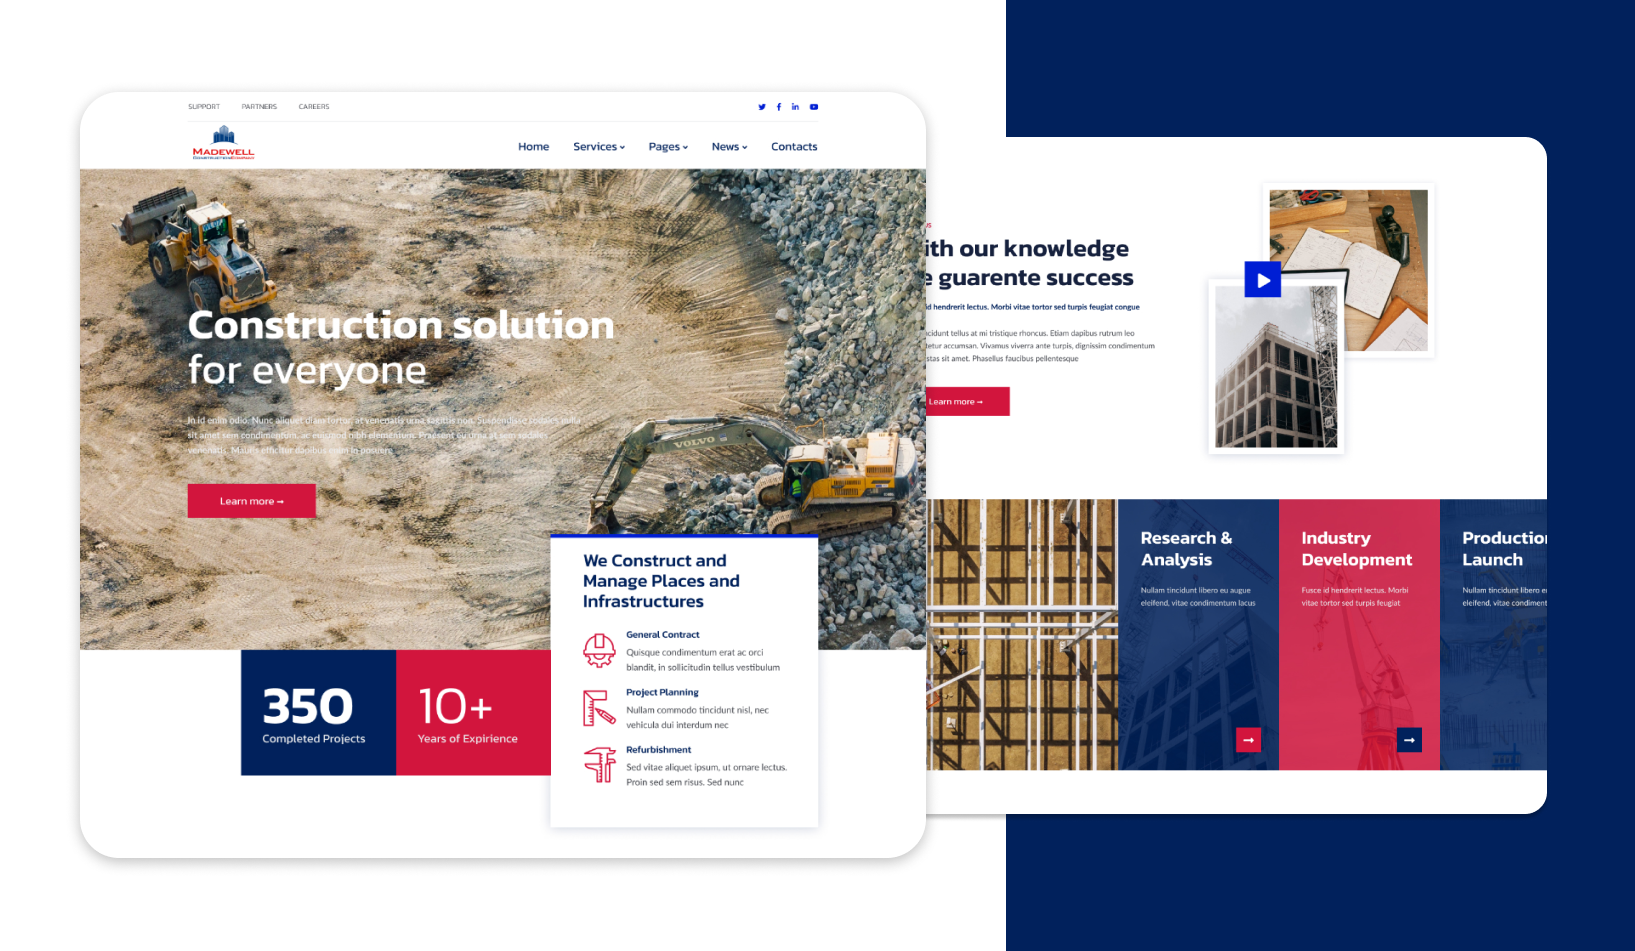 SUPPORT PARTNERS CAREERS
MADEWELL
CONSTRUCTION COMPANY
Home Services Pages News Contacts
Construction solution
for everyone
In id enim odio. Nunc aliquet diam tortor, at venenatis urna sagittis non. Suspendisse sodales nulla
sit amet sem condimentum, ac euismod nibh elementum. Praesent eu urna at sem sodales
venenatis. Mauris efficitur dapibus enim in posuere
Learn more →
We Construct and
Manage Places and
Infrastructures
General Contract
Quisque condimentum erat ac orci
blandit, in sollicitudin tellus vestibulum
Project Planning
Nullam commodo tincidunt nisl, nec
vehicula dui interdum nec
Refurbishment
Sed vitae aliquet ipsum, ut ornare lectus.
Proin sed sem risus. Sed nunc
350
Completed Projects
10+
Years of Expirience
VOLVO
us
ith our knowledge
e guarente success
id hendrerit lectus. Morbi vitae tortor sed turpis feugiat congue
cidunt tellus at mi tristique rhoncus. Etiam dapibus rutrum leo
tetur accumsan. Vivamus viverra ante turpis, dignissim condimentum
stas sit amet. Phasellus faucibus pellentesque
Learn more →
Research &
Analysis
Nullam tincidunt libero eu augue
eleifend, vitae condimentum lacus
Industry
Development
Fusce id hendrerit lectus. Morbi
vitae tortor sed turpis feugiat
Production
Launch
Nullam tincidunt libero e
eleifend, vitae condiment